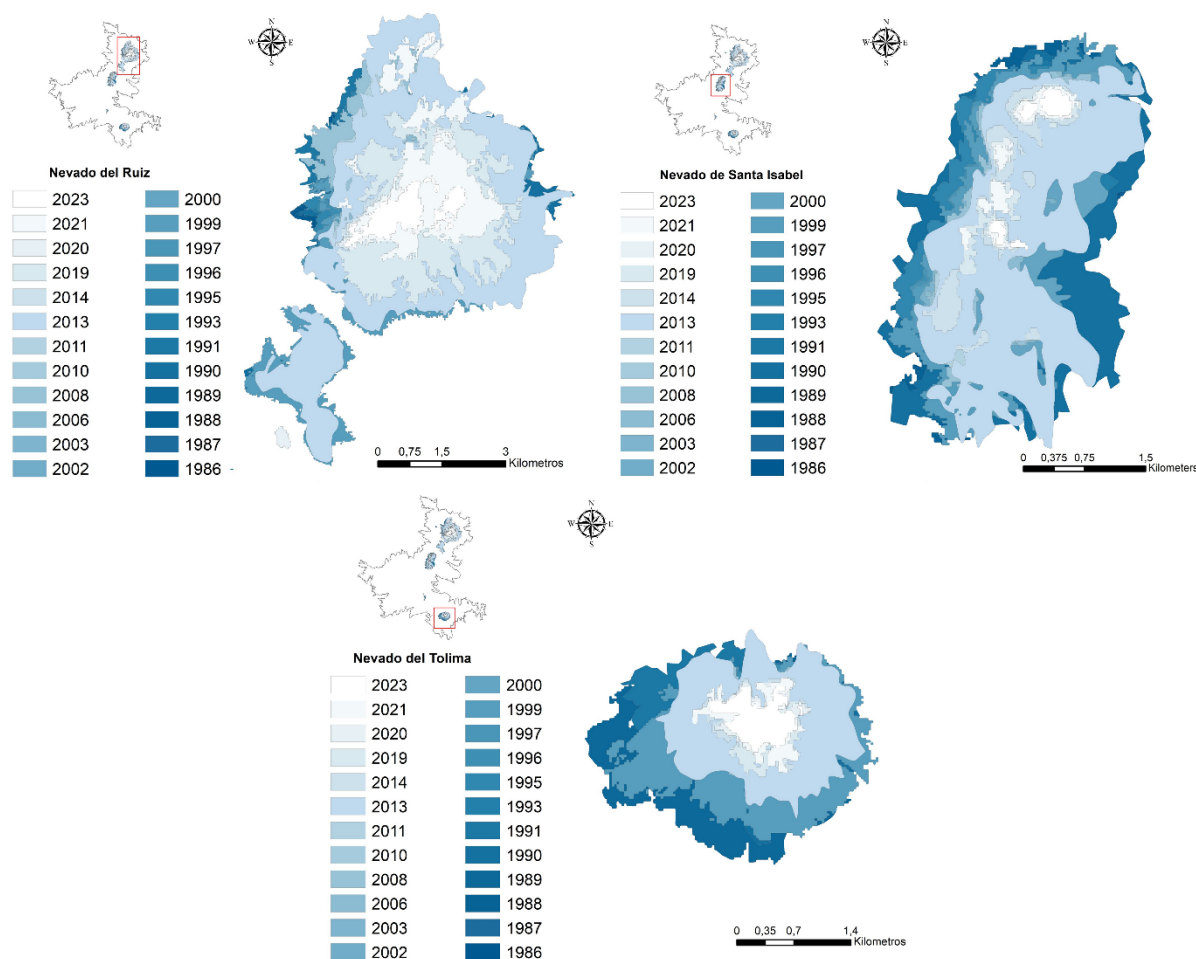 N
W E
S
Nevado del Ruiz
2023 2000
2021 1999
2020 1997
2019 1996
2014 1995
2013 1993
2011 1991
2010 1990
2008 1989
2006 1988
2003 1987
2002 1986
0 0,75 1,5 3
Kilometros
N
W E
S
Nevado de Santa Isabel
2023 2000
2021 1999
2020 1997
2019 1996
2014 1995
2013 1993
2011 1991
2010 1990
2008 1989
2006 1988
2003 1987
2002 1986
0 0,375 0,75 1,5
Kilometers
N
W E
S
Nevado del Tolima
2023 2000
2021 1999
2020 1997
2019 1996
2014 1995
2013 1993
2011 1991
2010 1990
2008 1989
2006 1988
2003 1987
2002 1986
0 0,35 0,7 1,4
Kilometros